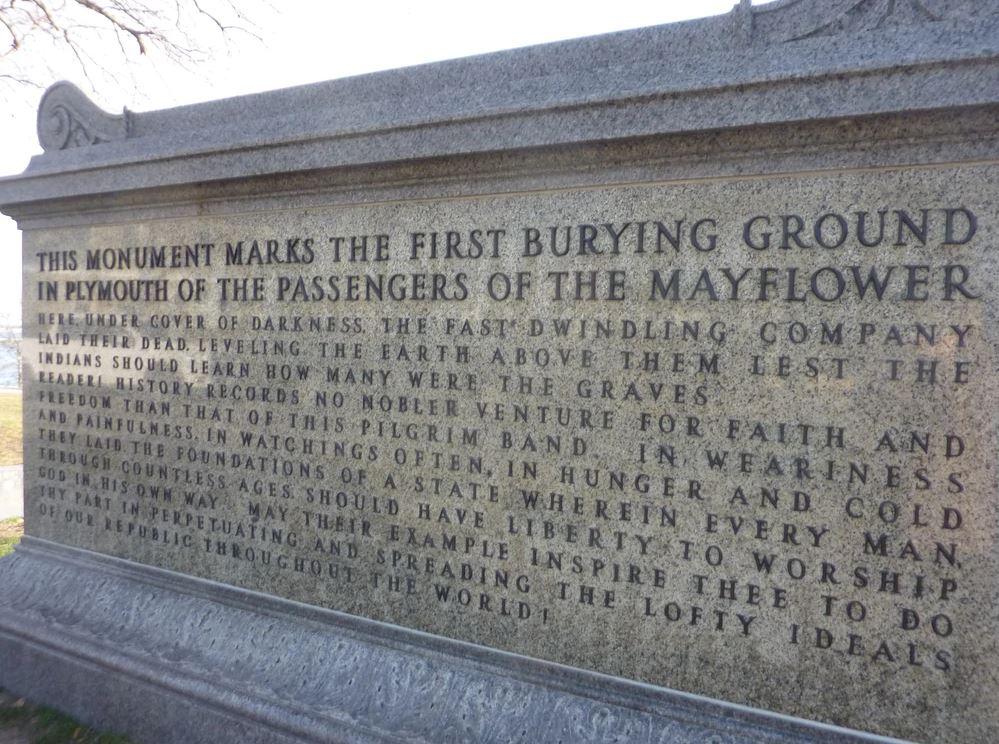 THIS MONUMENT MARKS THE FIRST BURYING GROUND
IN PLYMOUTH OF THE PASSENGERS OF THE MAYFLOWER
HERE, UNDER COVER OF DARKNESS, THE FAST DWINDLING COMPANY
LAID THEIR DEAD, LEVELING THE EARTH ABOVE THEM LEST THE
INDIANS SHOULD LEARN HOW MANY WERE THE GRAVES.
READER! HISTORY RECORDS NO NOBLER VENTURE FOR FAITH AND
FREEDOM THAN THAT OF THIS PILGRIM BAND. IN WEARINESS
AND PAINFULNESS, IN WATCHINGS OFTEN, IN HUNGER AND COLD
THEY LAID THE FOUNDATIONS OF A STATE WHEREIN EVERY MAN,
THROUGH COUNTLESS AGES, SHOULD HAVE LIBERTY TO WORSHIP
GOD IN HIS OWN WAY. MAY THEIR EXAMPLE INSPIRE THEE TO DO
THY PART IN PERPETUATING AND SPREADING THE LOFTY IDEALS
OF OUR REPUBLIC THROUGHOUT THE WORLD!